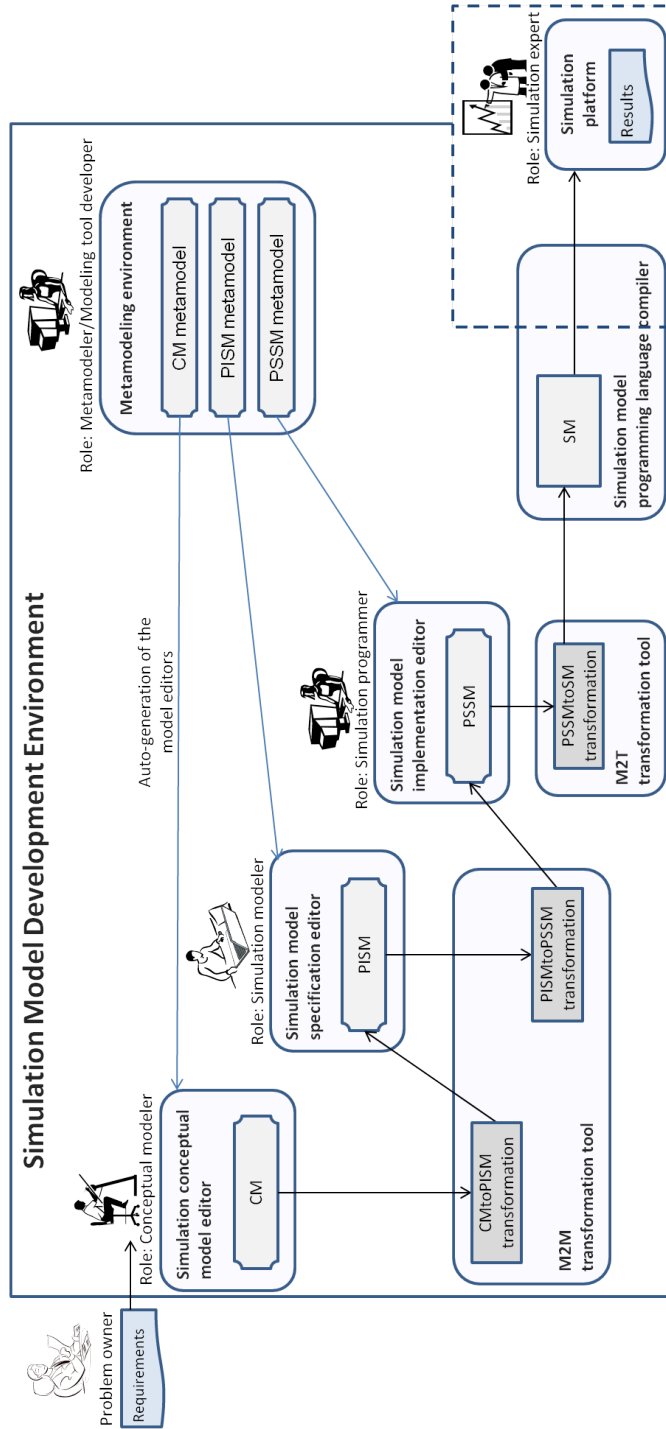 Simulation Model Development Environment
Problem owner
Requirements
Role: Conceptual modeler
Simulation conceptual
model editor
CM
Role: Simulation modeler
Simulation model
specification editor
PISM
Role: Simulation programmer
Simulation model
implementation editor
PSSM
Role: Metamodeler/Modeling tool developer
Metamodeling environment
CM metamodel
PISM metamodel
PSSM metamodel
Auto-generation of the
model editors
CMtoPISM
transformation
PISMtoPSSM
transformation
M2M
transformation tool
PSSMtoSM
transformation
M2T
transformation tool
SM
Simulation model
programming language compiler
Role: Simulation expert
Simulation
platform
Results